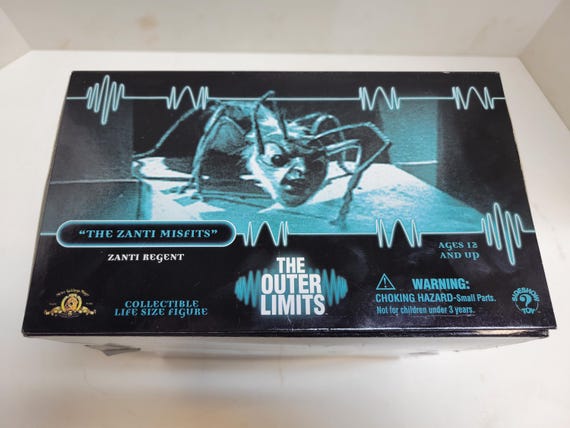 "THE ZANTI MISFITS"
ZANTI REGENT
AGES 12
AND UP
THE
OUTER
LIMITS
COLLECTIBLE
LIFE SIZE FIGURE
WARNING:
CHOKING HAZARD-Small Parts.
Not for children under 3 years.
SIDESHOW
TOY